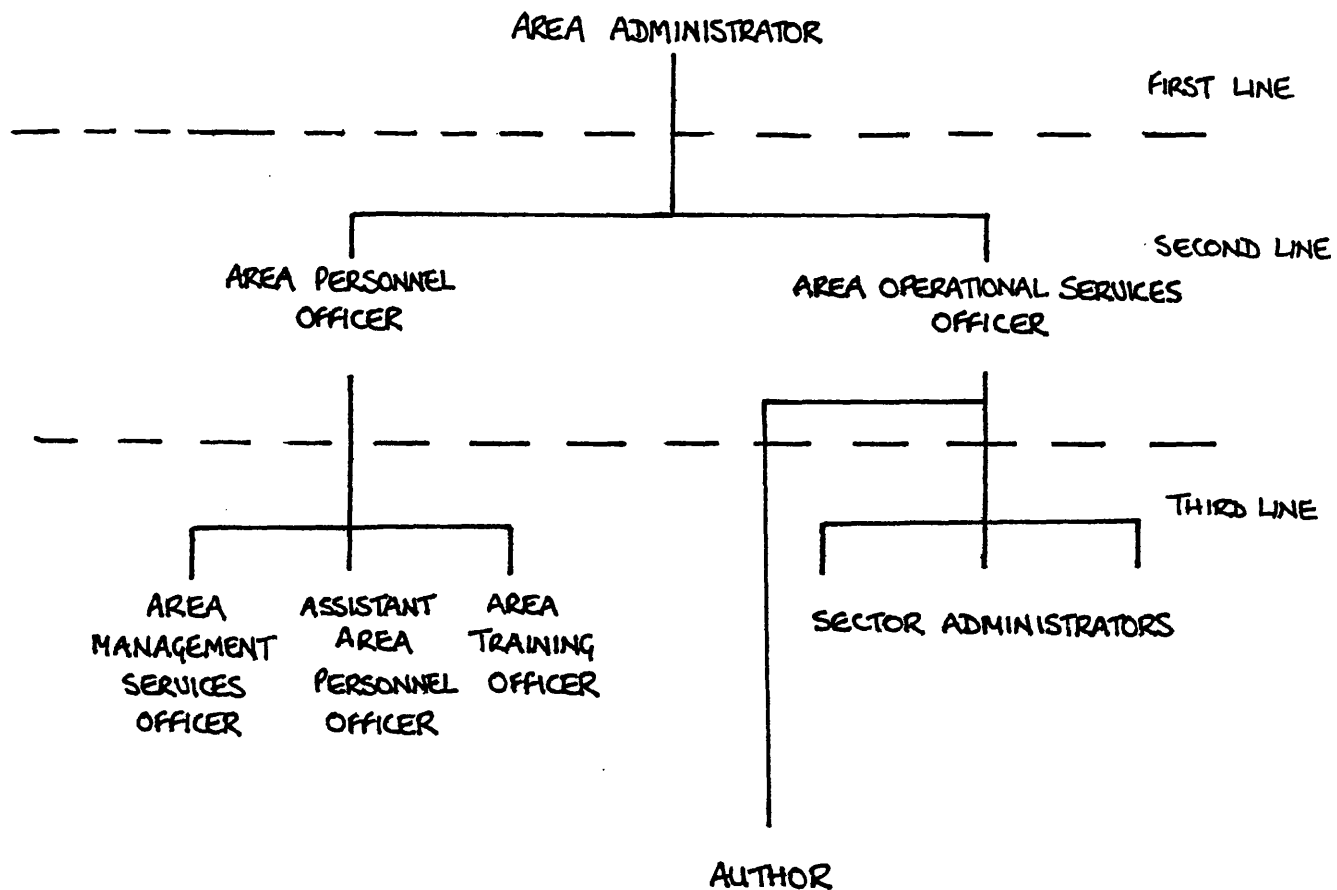 AREA ADMINISTRATOR
FIRST LINE
SECOND LINE
AREA PERSONNEL
OFFICER
AREA OPERATIONAL SERVICES
OFFICER
THIRD LINE
AREA
MANAGEMENT
SERVICES
OFFICER
ASSISTANT
AREA
PERSONNEL
OFFICER
AREA
TRAINING
OFFICER
SECTOR ADMINISTRATORS
AUTHOR